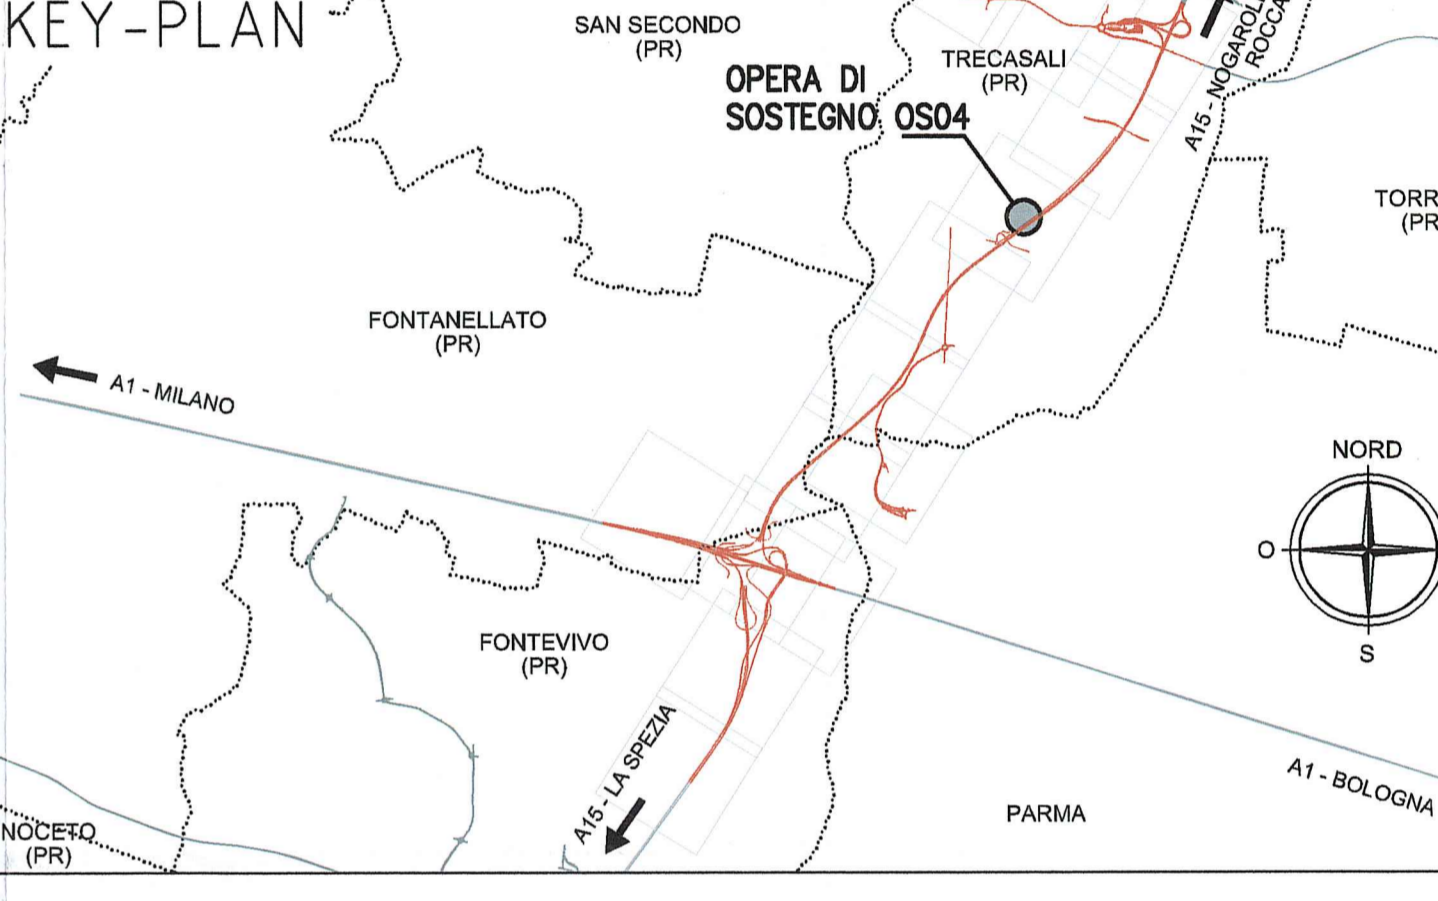 KEY-PLAN
SAN SECONDO
(PR)
TRECASALI
(PR)
OPERA DI
SOSTEGNO OS04
A15 - NOGAROL
ROCCA
TORR
(PR
FONTANELLATO
(PR)
A1 - MILANO
NORD
O
S
FONTEVIVO
(PR)
A15 - LA SPEZIA
A1 - BOLOGNA
PARMA
NOCETO
(PR)